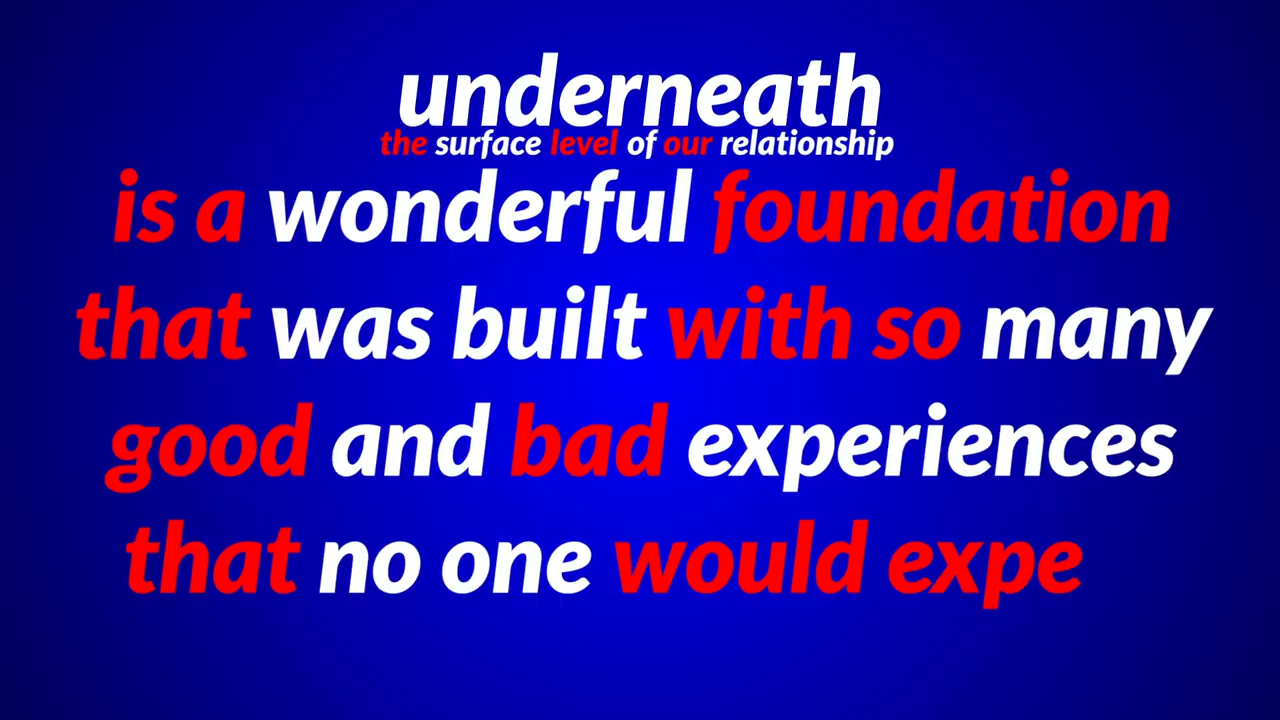 underneath
the surface level of our relationship
is a wonderful foundation
that was built with so many
good and bad experiences
that no one would expe